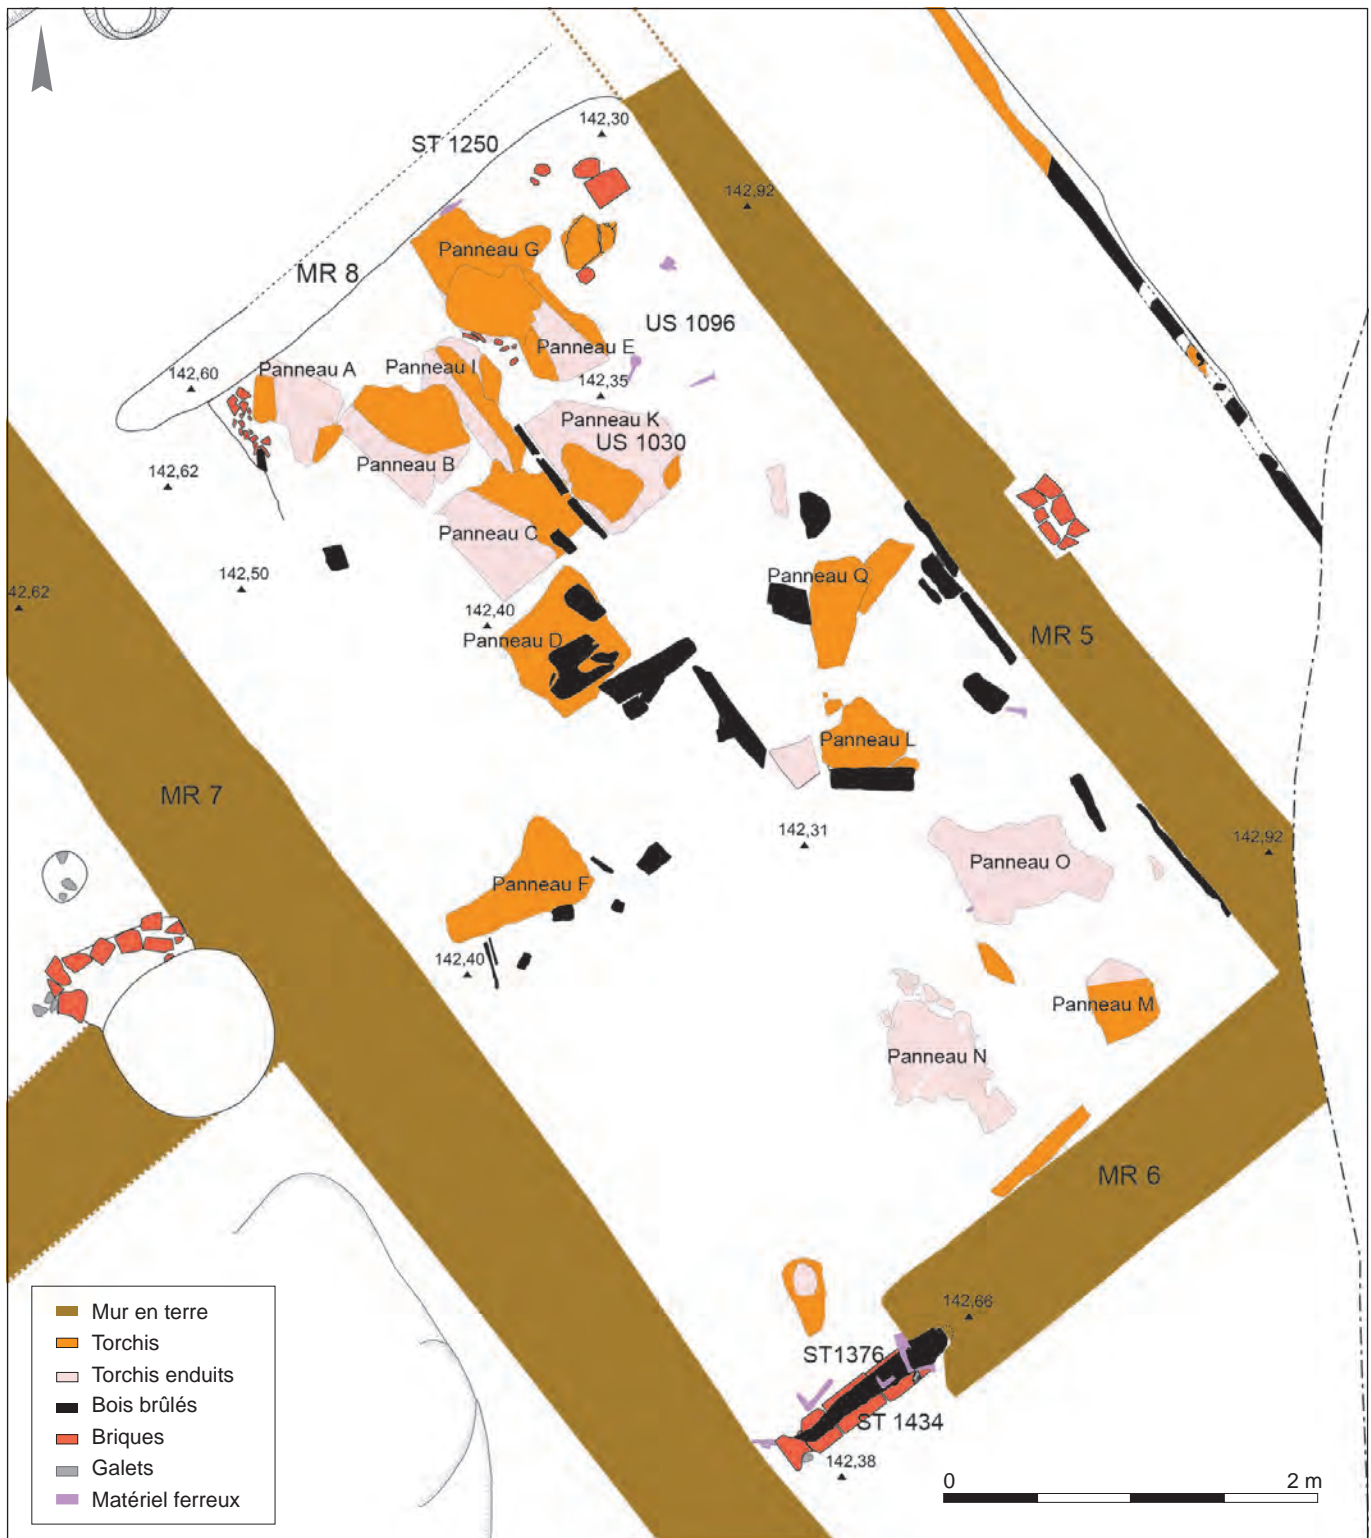 142,30
ST 1250
142,92
Panneau G
MR 8
US 1096
Panneau E
Panneau A
Panneau I
142,60
142,35
Panneau K
US 1030
Panneau B
142,62
Panneau C
142,50
Panneau Q
42,62
142,40
Panneau D
MR 5
Panneau L
MR 7
142,31
142,92
Panneau O
Panneau F
142,40
Panneau M
Panneau N
MR 6
142,66
ST1376
ST 1434
142,38
Mur en terre
Torchis
Torchis enduits
Bois brûlés
Briques
Galets
Matériel ferreux
0 2 m